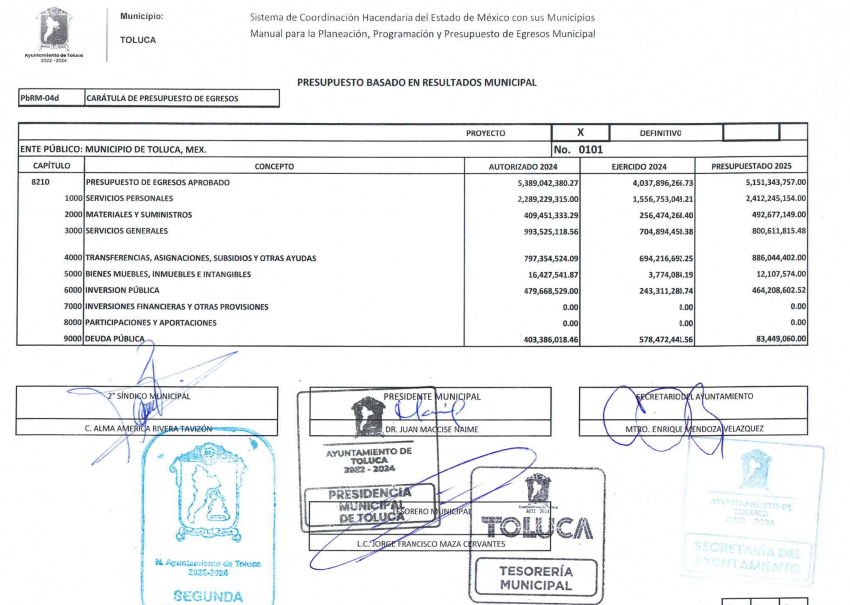 Municipio:
TOLUCA
Sistema de Coordinación Hacendaria del Estado de México con sus Municipios
Manual para la Planeación, Programación y Presupuesto de Egresos Municipal
Ayuntamiento de Toluca
2022 - 2024
PRESUPUESTO BASADO EN RESULTADOS MUNICIPAL
PbRM-04d CARÁTULA DE PRESUPUESTO DE EGRESOS
PROYECTO X DEFINITIVO
ENTE PÚBLICO: MUNICIPIO DE TOLUCA, MEX. No. 0101
CAPÍTULO CONCEPTO AUTORIZADO 2024 EJERCIDO 2024 PRESUPUESTADO 2025
8210 PRESUPUESTO DE EGRESOS APROBADO 5,389,042,380.27 4,037,896,266.73 5,151,343,757.00
1000 SERVICIOS PERSONALES 2,289,229,315.00 1,556,753,048.21 2,412,245,154.00
2000 MATERIALES Y SUMINISTROS 409,451,333.29 256,474,268.40 492,677,149.00
3000 SERVICIOS GENERALES 993,525,118.56 704,894,458.38 800,611,815.48
4000 TRANSFERENCIAS, ASIGNACIONES, SUBSIDIOS Y OTRAS AYUDAS 797,354,524.09 694,216,692.25 886,044,402.00
5000 BIENES MUEBLES, INMUEBLES E INTANGIBLES 16,427,541.87 3,774,084.19 12,107,574.00
6000 INVERSION PÚBLICA 479,668,529.00 243,311,280.74 464,208,602.52
7000 INVERSIONES FINANCIERAS Y OTRAS PROVISIONES 0.00 0.00 0.00
8000 PARTICIPACIONES Y APORTACIONES 0.00 0.00 0.00
9000 DEUDA PÚBLICA 403,386,018.46 578,472,441.56 83,449,060.00
2° SÍNDICO MUNICIPAL
C. ALMA AMERICA RIVERA TAVIZÓN
PRESIDENTE MUNICIPAL
DR. JUAN MACCISE NAIME
SECRETARIO DEL AYUNTAMIENTO
MTRO. ENRIQUE MENDOZA VELAZQUEZ
AYUNTAMIENTO DE
TOLUCA
2022 - 2024
PRESIDENCIA
MUNICIPAL
DE TOLUCA
TESORERO MUNICIPAL
L.C. JORGE FRANCISCO MAZA CERVANTES
H. Ayuntamiento de Toluca
2022-2024
SEGUNDA
TOLUCA
TESORERÍA
MUNICIPAL
AYUNTAMIENTO DE
TOLUCA
2022 - 2024
SECRETARÍA DEL
AYUNTAMIENTO